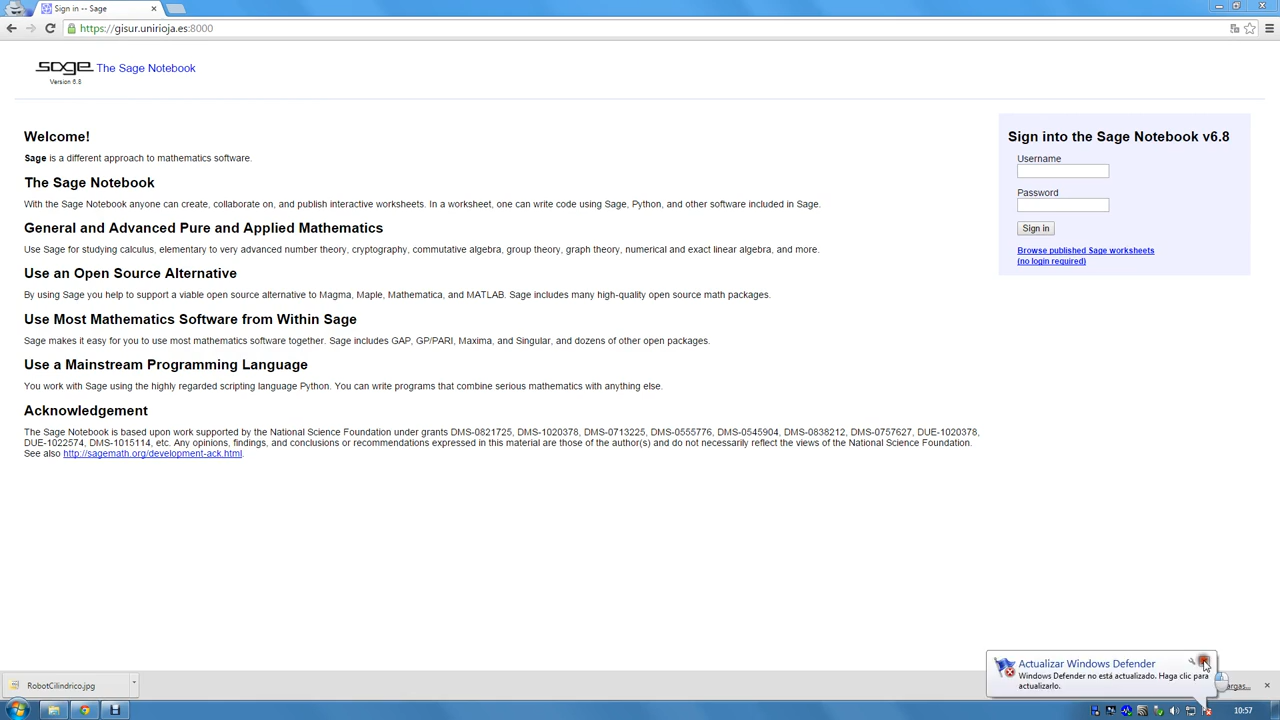 Sign in -- Sage
https://gisur.unirioja.es:8000
sage The Sage Notebook
Version 6.8
Welcome!
Sage is a different approach to mathematics software.
The Sage Notebook
With the Sage Notebook anyone can create, collaborate on, and publish interactive worksheets. In a worksheet, one can write code using Sage, Python, and other software included in Sage.
General and Advanced Pure and Applied Mathematics
Use Sage for studying calculus, elementary to very advanced number theory, cryptography, commutative algebra, group theory, graph theory, numerical and exact linear algebra, and more.
Use an Open Source Alternative
By using Sage you help to support a viable open source alternative to Magma, Maple, Mathematica, and MATLAB. Sage includes many high-quality open source math packages.
Use Most Mathematics Software from Within Sage
Sage makes it easy for you to use most mathematics software together. Sage includes GAP, GP/PARI, Maxima, and Singular, and dozens of other open packages.
Use a Mainstream Programming Language
You work with Sage using the highly regarded scripting language Python. You can write programs that combine serious mathematics with anything else.
Acknowledgement
The Sage Notebook is based upon work supported by the National Science Foundation under grants DMS-0821725, DMS-1020378, DMS-0713225, DMS-0555776, DMS-0545904, DMS-0838212, DMS-0757627, DUE-1020378,
DUE-1022574, DMS-1015114, etc. Any opinions, findings, and conclusions or recommendations expressed in this material are those of the author(s) and do not necessarily reflect the views of the National Science Foundation.
See also http://sagemath.org/development-ack.html.
Sign into the Sage Notebook v6.8
Username
Password
Sign in
Browse published Sage worksheets
(no login required)
Actualizar Windows Defender
Windows Defender no está actualizado. Haga clic para
actualizarlo.
RobotCilindrico.jpg
10:57